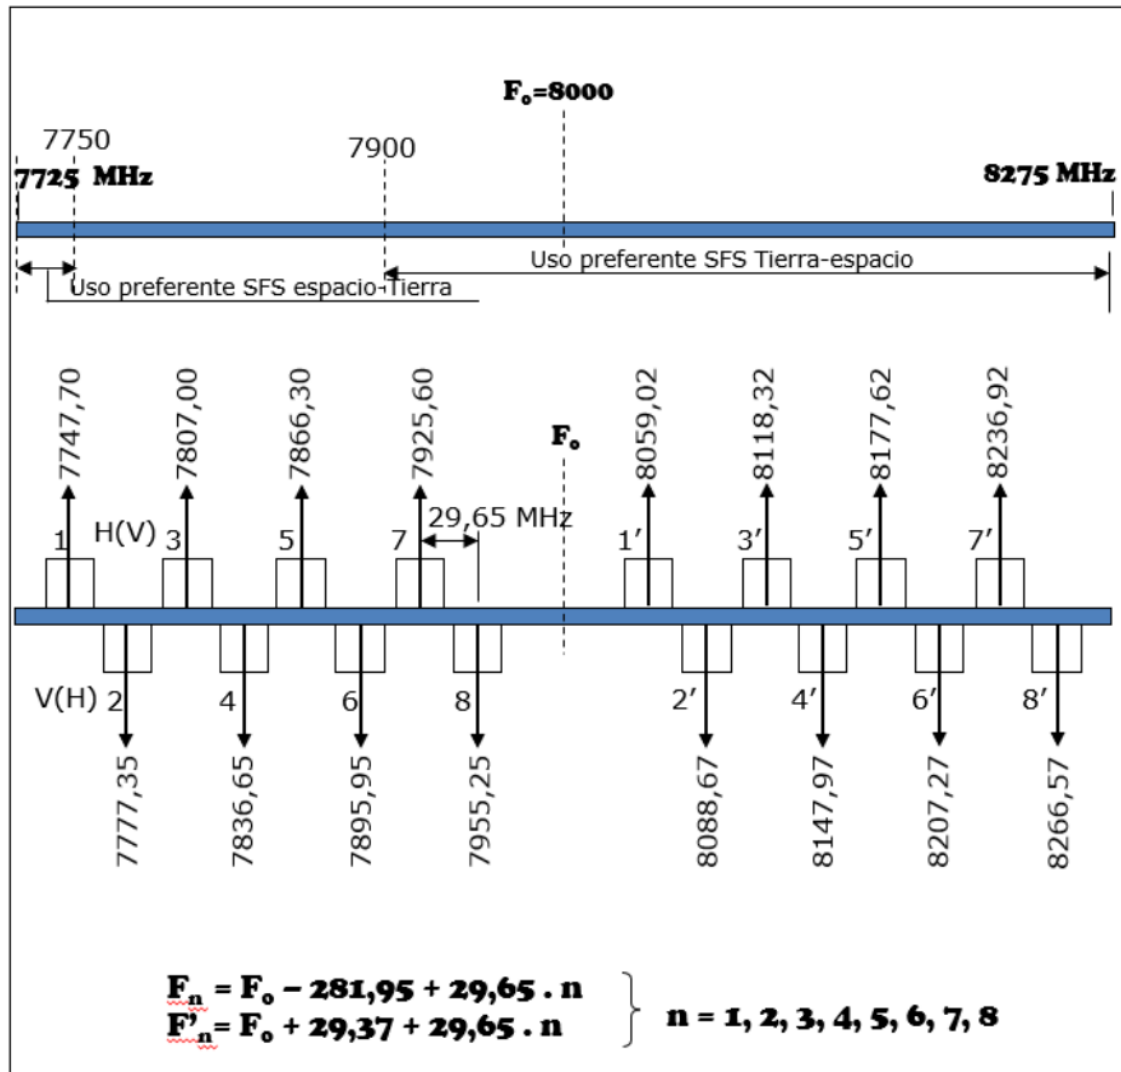 Fo=8000
7750
7900
7725 MHz
8275 MHz
Uso preferente SFS Tierra-espacio
Uso preferente SFS espacio-Tierra
7747,70
7807,00
7866,30
7925,60
8059,02
8118,32
8177,62
8236,92
Fo
29,65 MHz
1
H(V)
3
5
7
1′
3′
5′
7′
V(H)
2
4
6
8
2′
4′
6′
8′
7777,35
7836,65
7895,95
7955,25
8088,67
8147,97
8207,27
8266,57
Fn = Fo – 281,95 + 29,65 . n
F'n= Fo + 29,37 + 29,65 . n
n = 1, 2, 3, 4, 5, 6, 7, 8